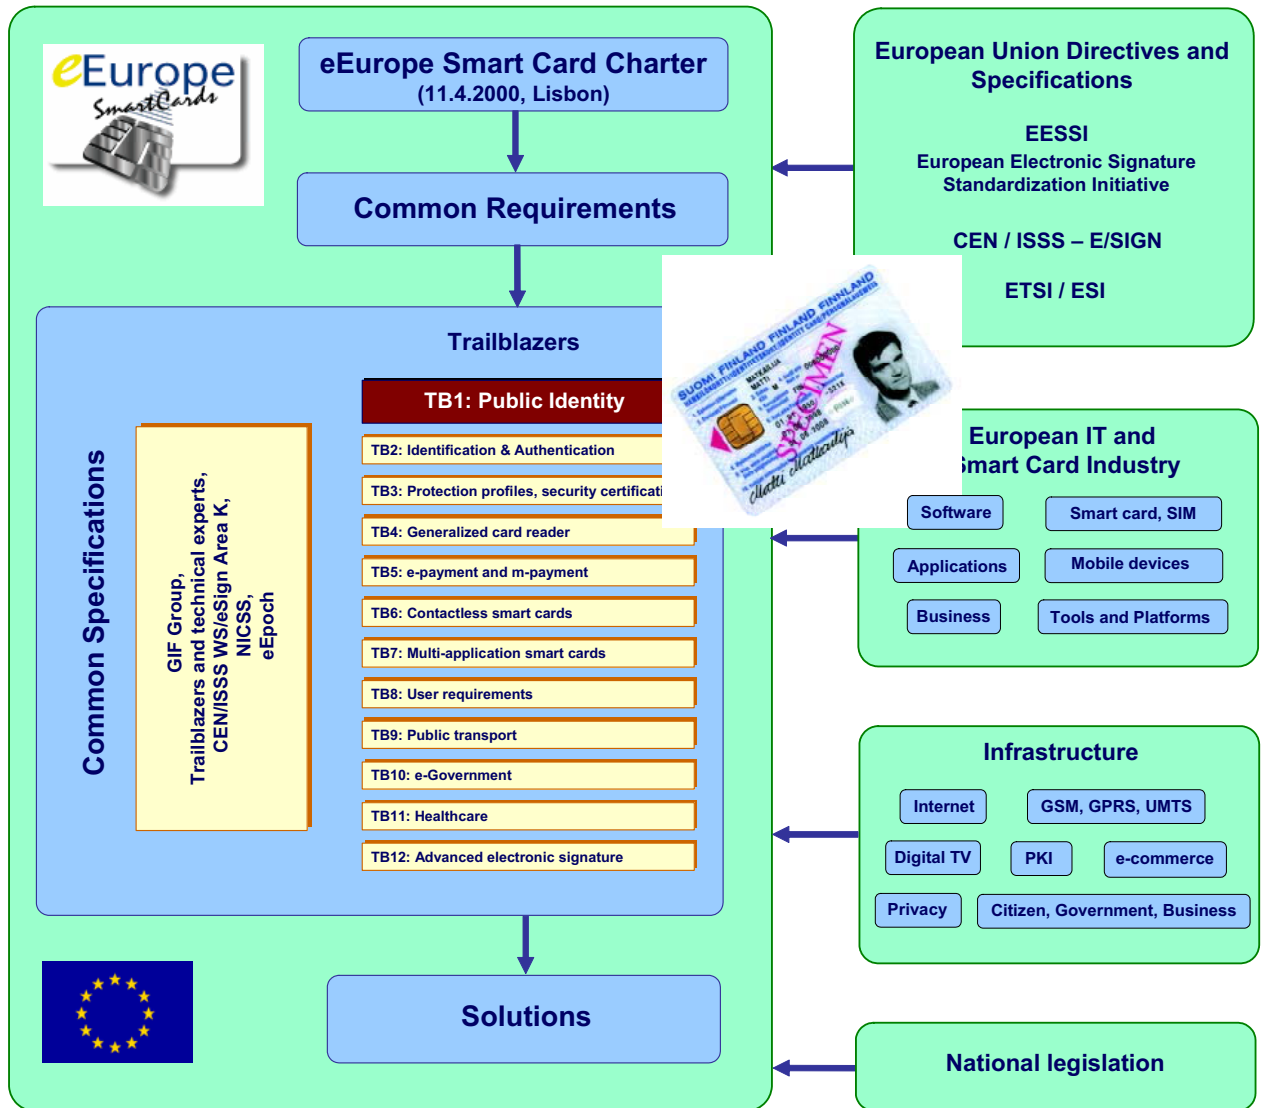 eEurope
SmartCards
eEurope Smart Card Charter
(11.4.2000, Lisbon)
Common Requirements
Trailblazers
TB1: Public Identity
TB2: Identification & Authentication
TB3: Protection profiles, security certificati
TB4: Generalized card reader
TB5: e-payment and m-payment
TB6: Contactless smart cards
TB7: Multi-application smart cards
TB8: User requirements
TB9: Public transport
TB10: e-Government
TB11: Healthcare
TB12: Advanced electronic signature
Common Specifications
GIF Group,
Trailblazers and technical experts,
CEN/ISSS WS/eSign Area K,
NICSS,
eEpoch
Solutions
European Union Directives and
Specifications
EESSI
European Electronic Signature
Standardization Initiative
CEN / ISSS – E/SIGN
ETSI / ESI
SUOMI FINLAND FINLAND FINNLAND
MATKAILIJA
MATTI
SPECIMEN
Matti Matkailija
European IT and
Smart Card Industry
Software
Smart card, SIM
Applications
Mobile devices
Business
Tools and Platforms
Infrastructure
Internet
GSM, GPRS, UMTS
Digital TV
PKI
e-commerce
Privacy
Citizen, Government, Business
National legislation